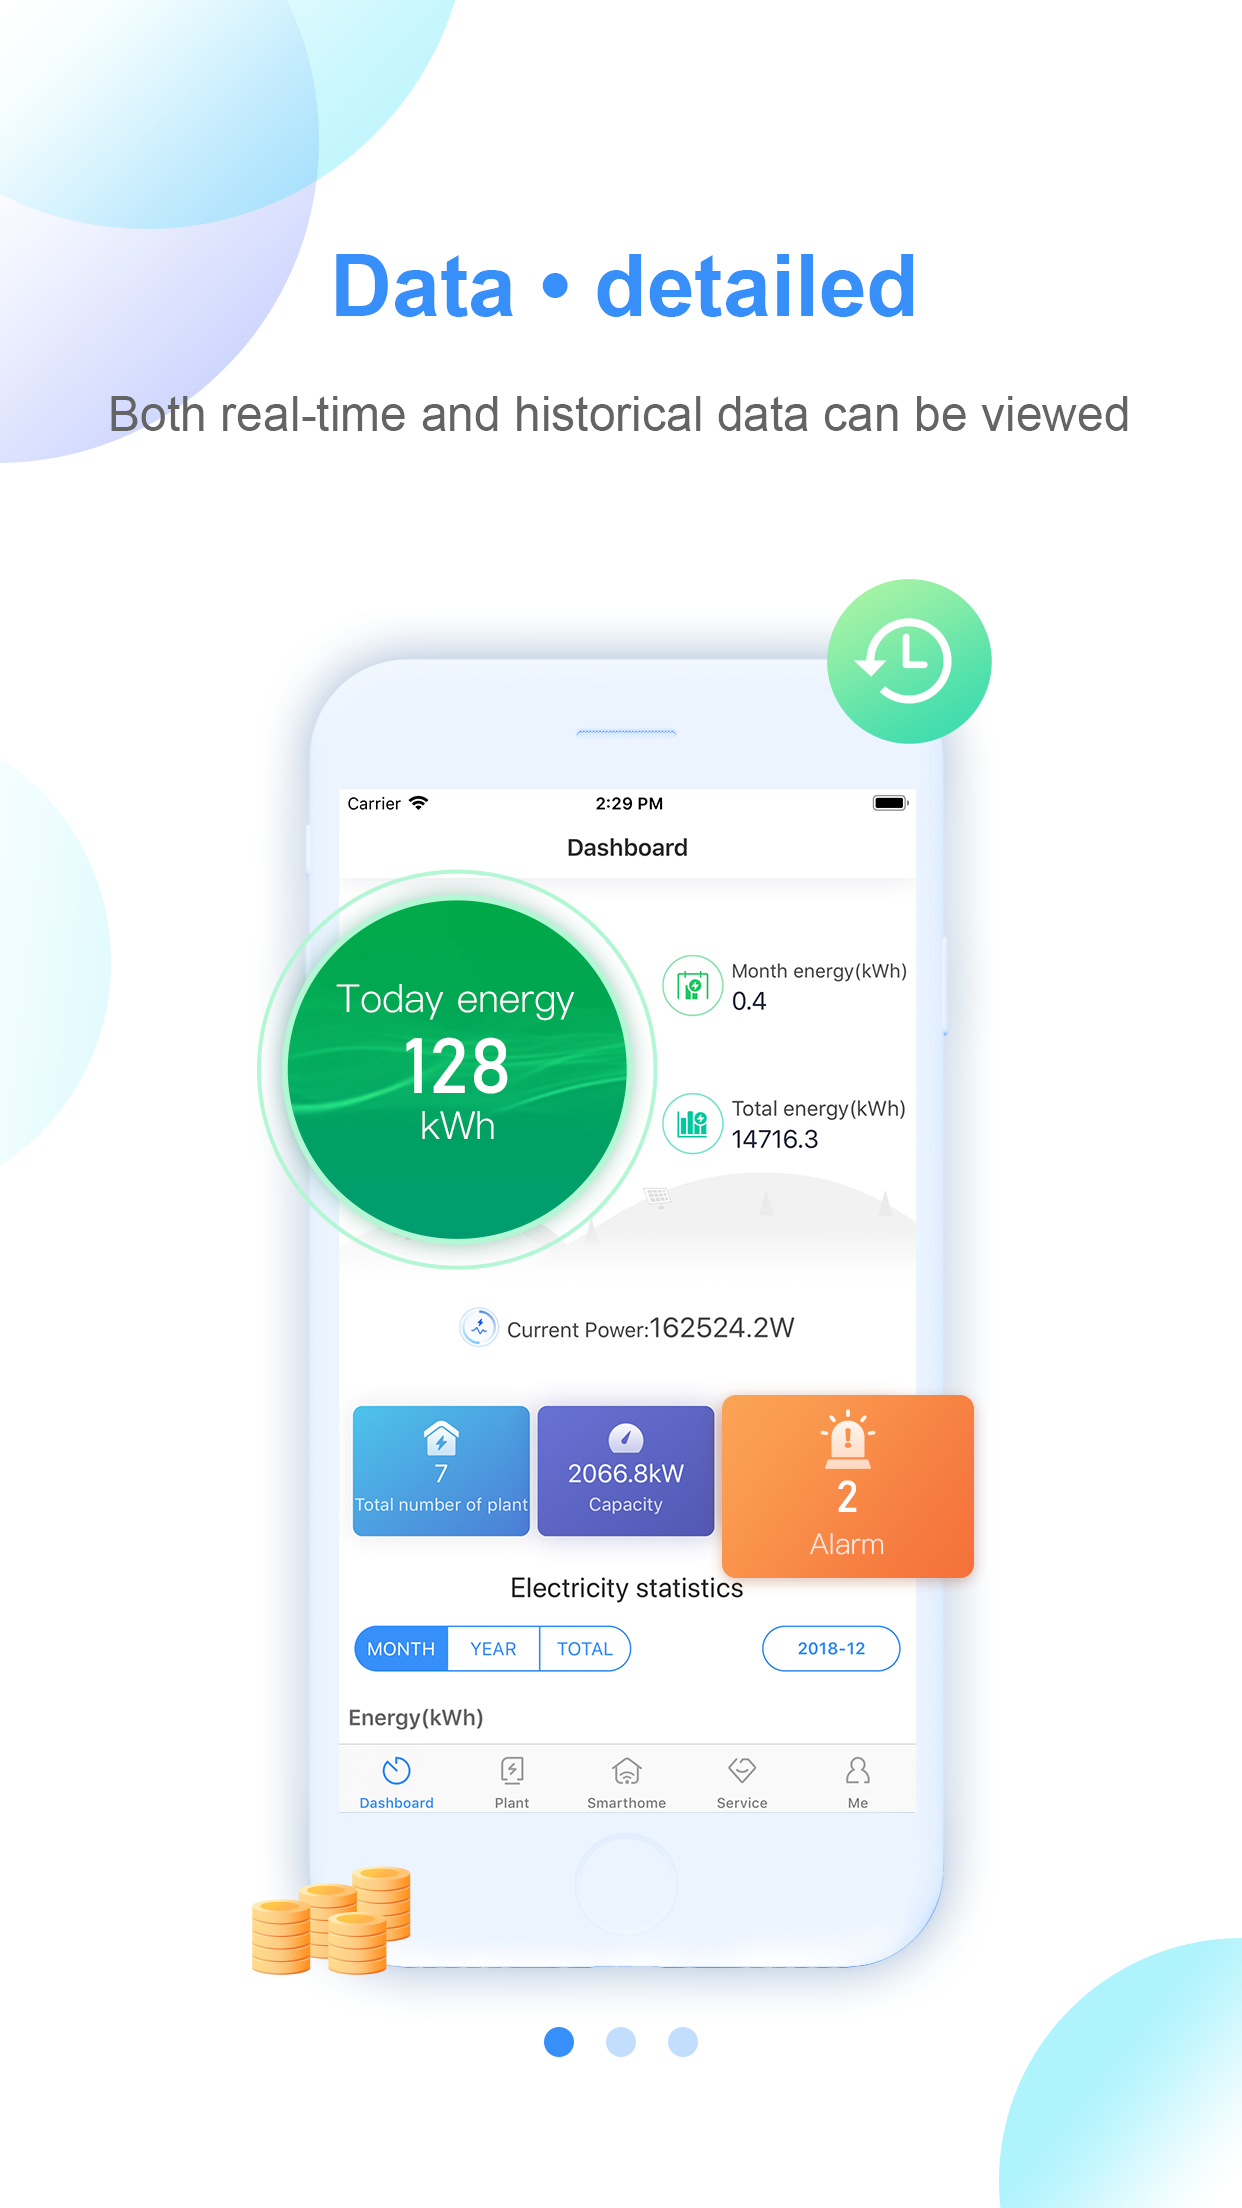 Data • detailed
Both real-time and historical data can be viewed
Carrier
2:29 PM
Dashboard
Today energy
128
kWh
Month energy(kWh)
0.4
Total energy(kWh)
14716.3
Current Power:162524.2W
7
Total number of plant
2066.8kW
Capacity
2
Alarm
Electricity statistics
MONTH YEAR TOTAL 2018-12
Energy(kWh)
Dashboard Plant Smarthome Service Me